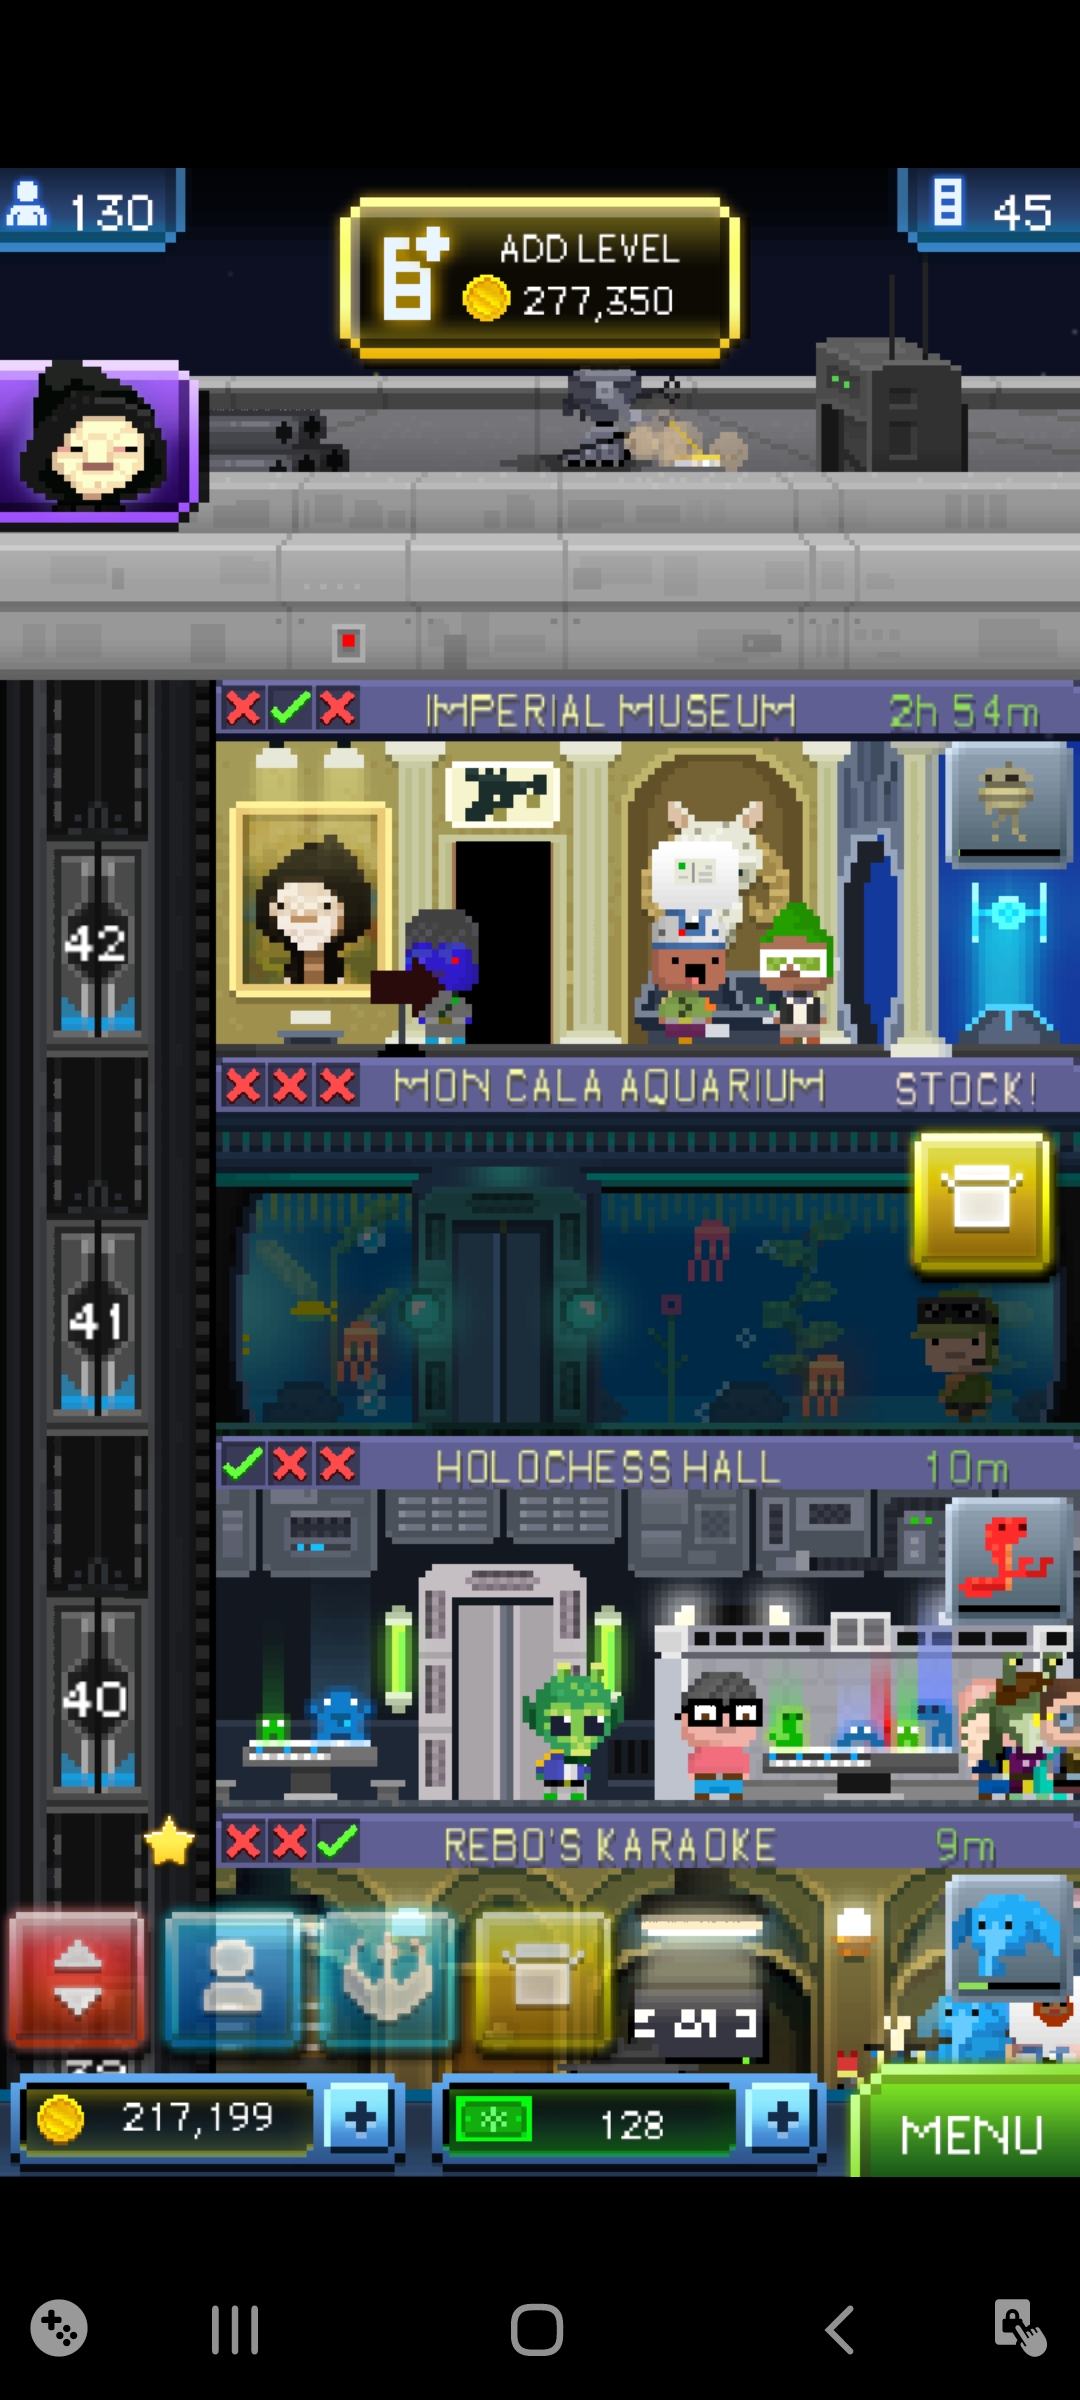 130
ADD LEVEL
277,350
45
IMPERIAL MUSEUM 2h 54m
42
MON CALA AQUARIUM STOCK!
41
HOLOCHESS HALL 10m
40
REBO'S KARAOKE 9m
217,199
128
MENU